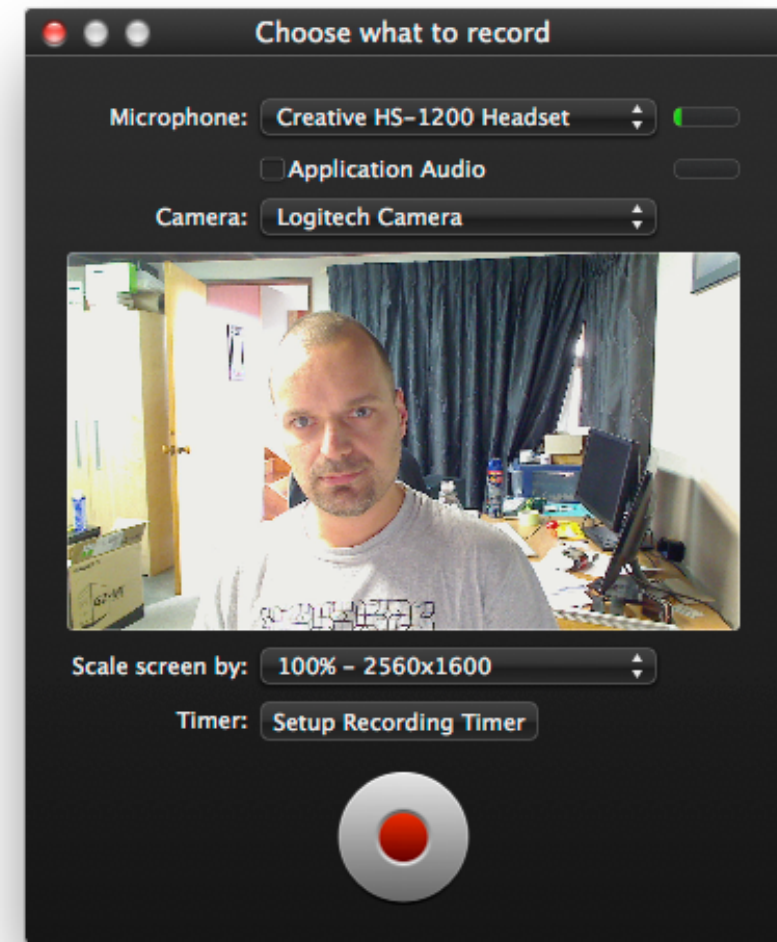 Choose what to record
Microphone: Creative HS-1200 Headset
Application Audio
Camera: Logitech Camera
Scale screen by: 100% - 2560x1600
Timer: Setup Recording Timer